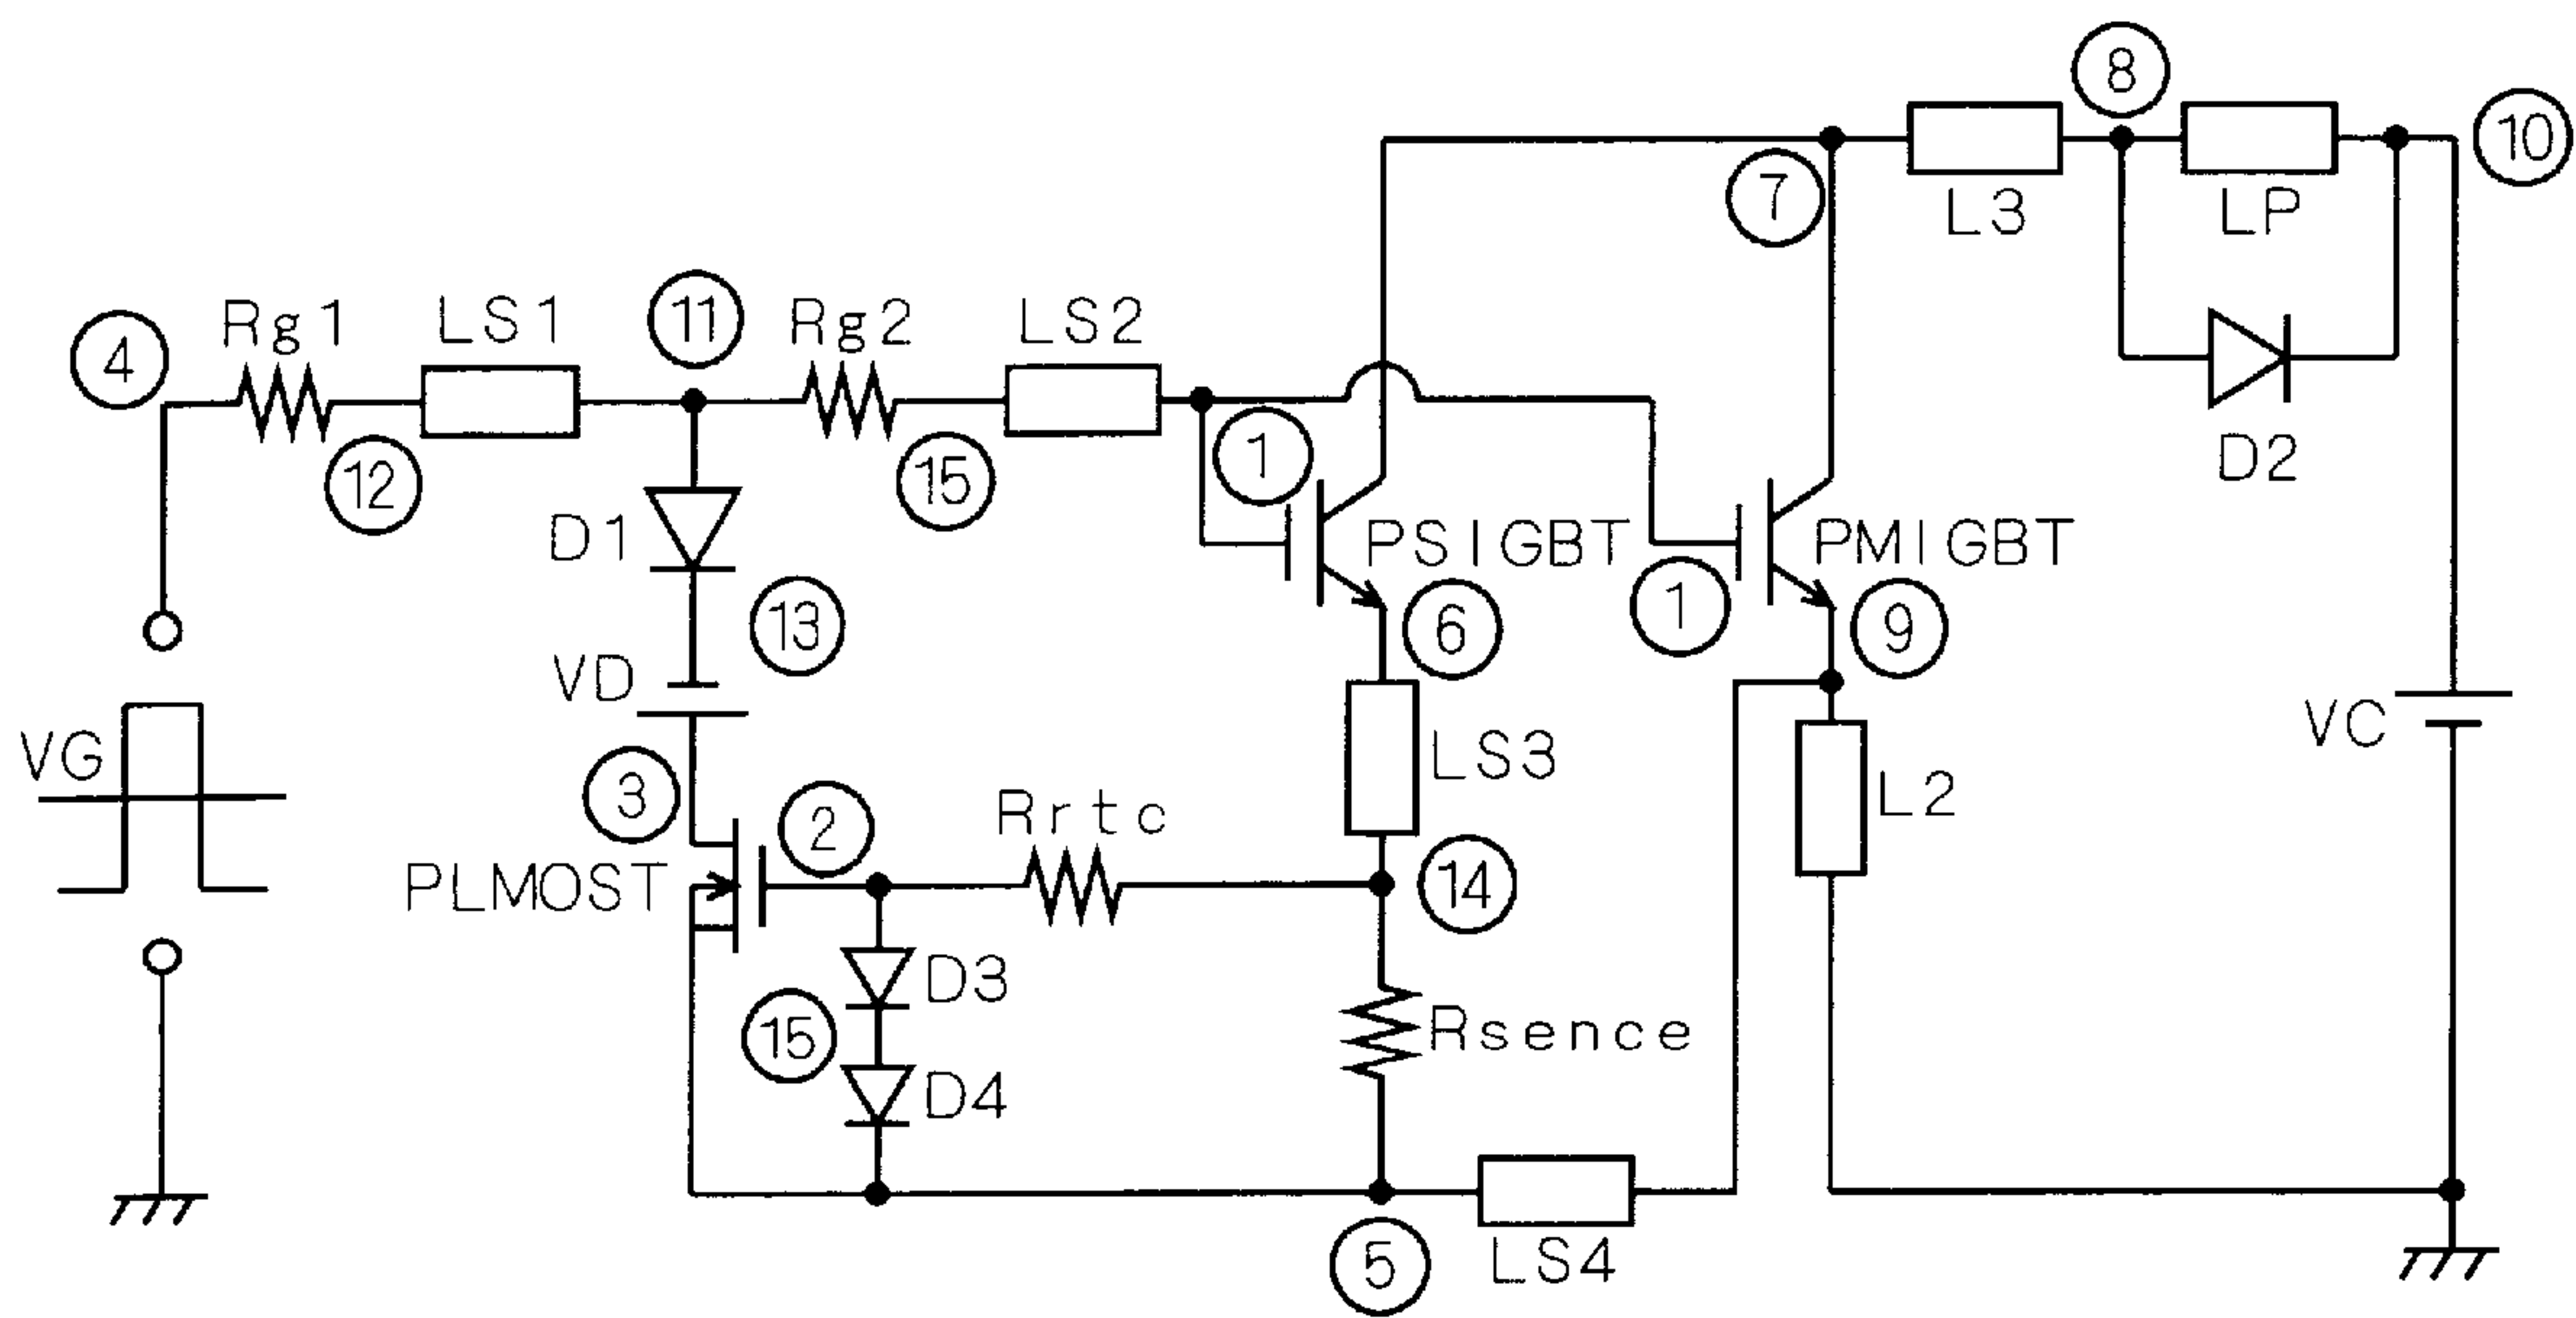 8
10
7
L3
LP
4
Rg1
LS1
11
Rg2
LS2
12
15
1
D2
D1
PSIGBT
PMIGBT
13
6
1
9
VD
VG
3
2
Rrtc
LS3
L2
VC
PLMOST
14
D3
15
Rsence
D4
5
LS4